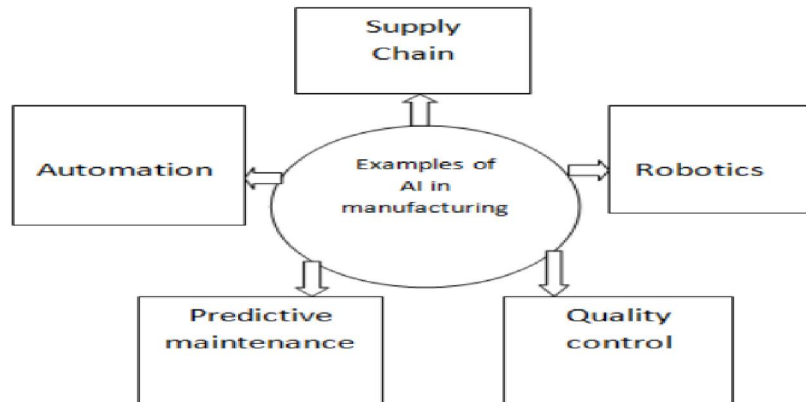 Supply
Chain
Automation
Examples of
AI in
manufacturing
Robotics
Predictive
maintenance
Quality
control